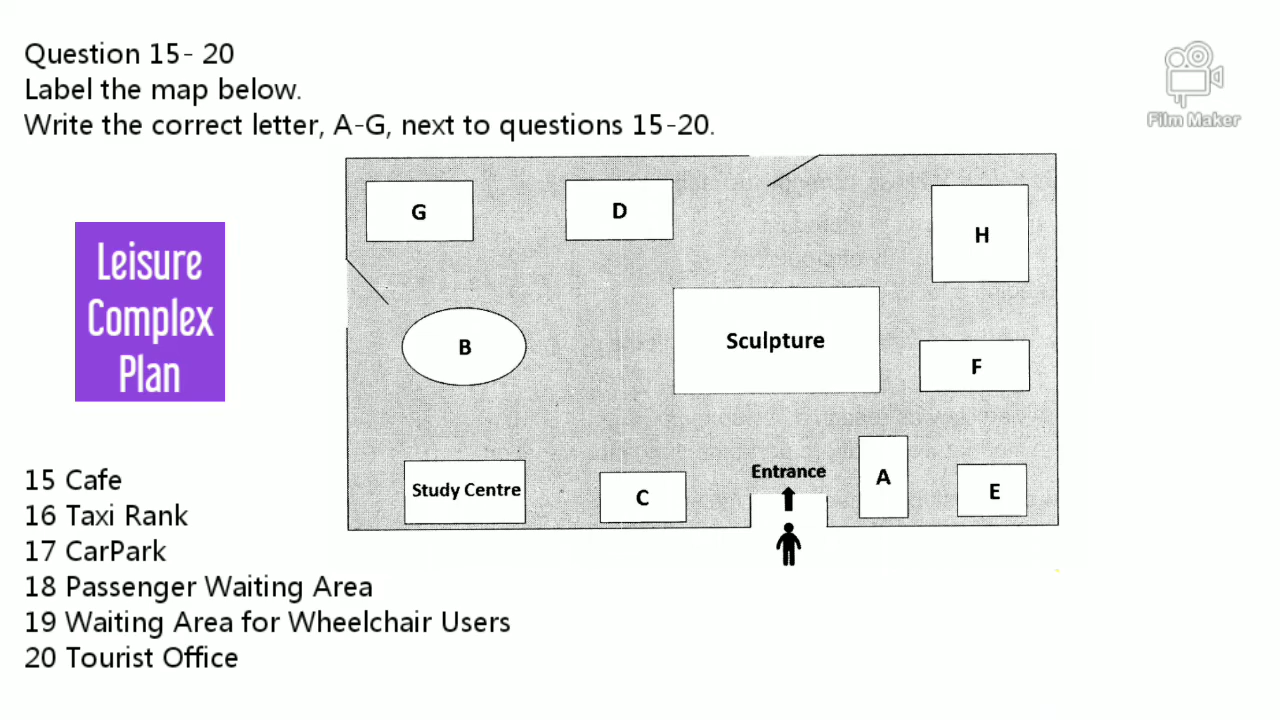 Question 15- 20
Label the map below.
Write the correct letter, A-G, next to questions 15-20.
Film Maker
Leisure
Complex
Plan
G
D
H
B
Sculpture
F
Study Centre
C
Entrance
A
E
15 Cafe
16 Taxi Rank
17 CarPark
18 Passenger Waiting Area
19 Waiting Area for Wheelchair Users
20 Tourist Office